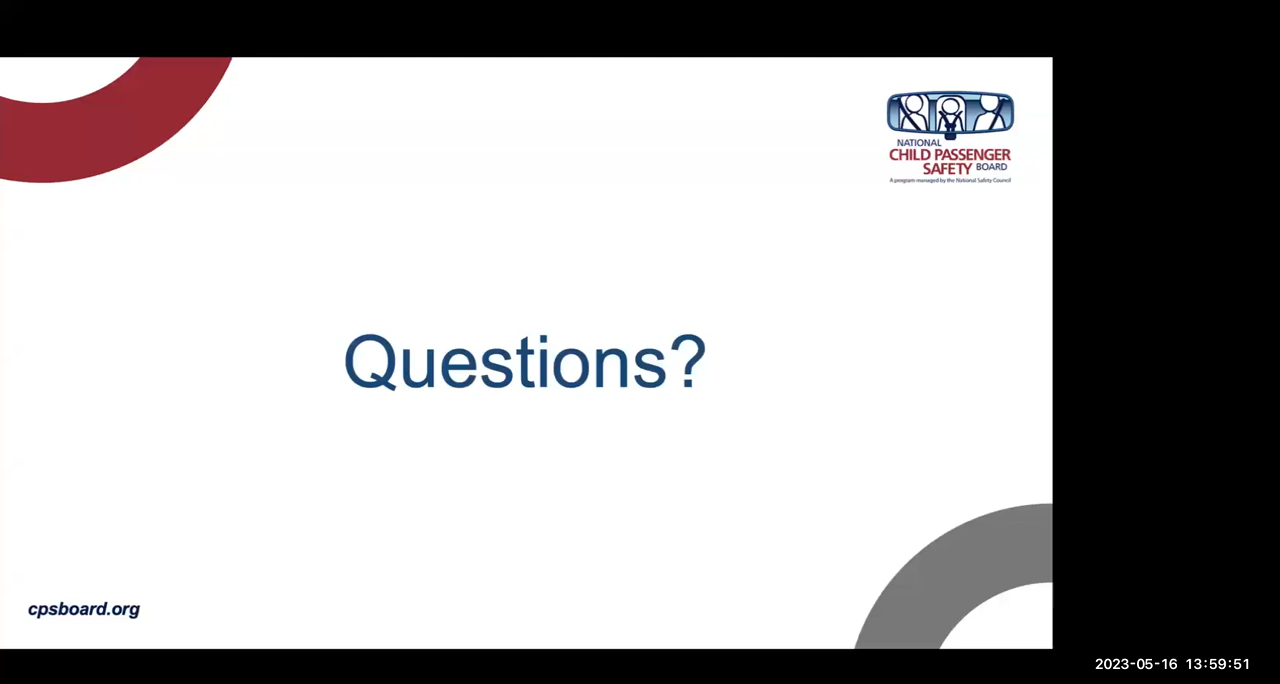 NATIONAL
CHILD PASSENGER
SAFETY BOARD
A program managed by the National Safety Council
Questions?
cpsboard.org
2023-05-16 13:59:51